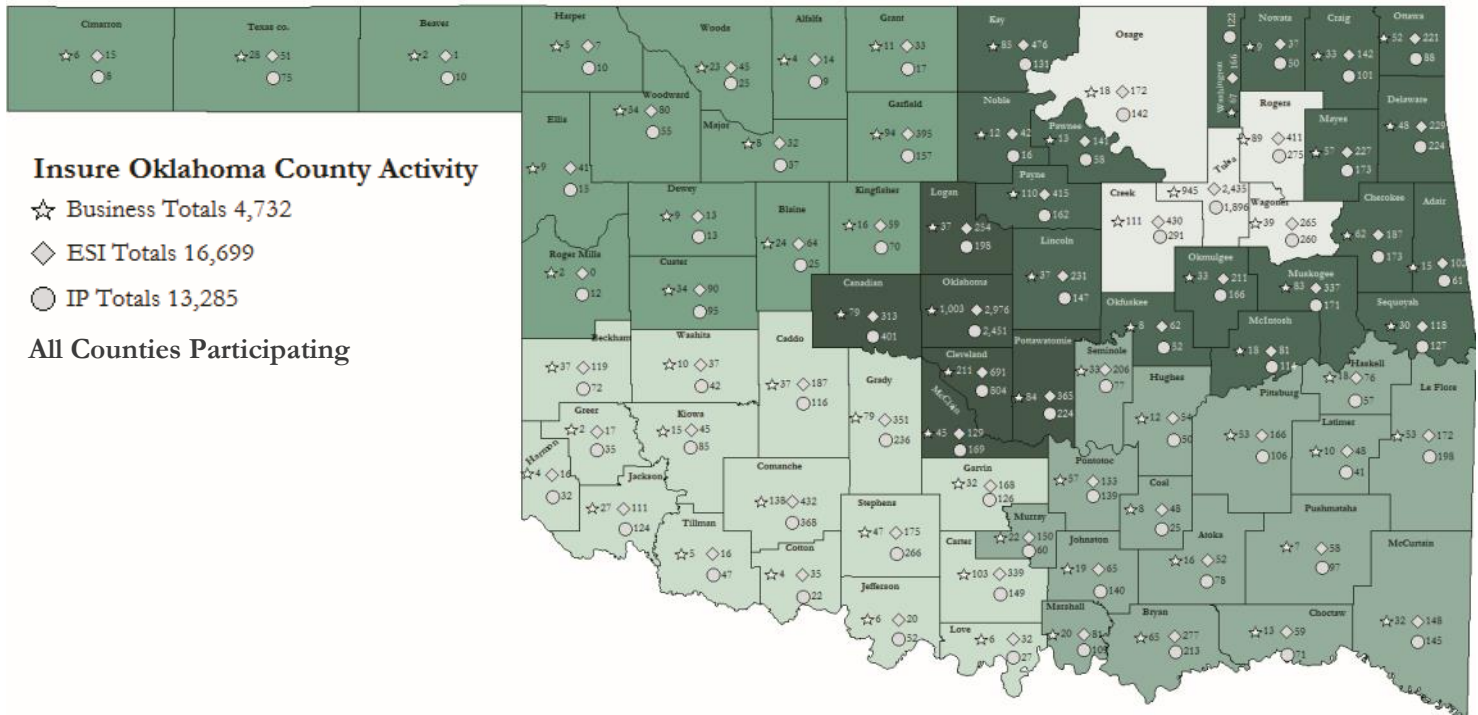 Insure Oklahoma County Activity
Business Totals 4,732
ESI Totals 16,699
IP Totals 13,285
All Counties Participating
Cimarron
6 15
8
Texas co.
28 51
75
Beaver
2 1
10
Harper
5 7
10
Woods
23 45
25
Alfalfa
4 14
9
Grant
11 33
17
Kay
85 476
131
Osage
18 172
142
Washington
67 166
122
Nowata
9 37
50
Craig
33 142
101
Ottawa
52 221
88
Ellis
9 41
15
Woodward
34 80
55
Major
8 32
37
Garfield
94 395
157
Noble
12 42
16
Pawnee
13 141
58
Rogers
89 411
275
Mayes
57 227
173
Delaware
48 229
224
Roger Mills
2 0
12
Dewey
9 13
13
Custer
34 90
95
Blaine
24 64
25
Kingfisher
16 59
70
Logan
37 254
198
Payne
110 415
162
Creek
111 430
291
Tulsa
945 2,435
1,896
Wagoner
39 265
260
Cherokee
62 187
173
Adair
15 102
61
Canadian
79 313
401
Oklahoma
1,003 2,976
2,451
Lincoln
37 231
147
Okfuskee
8 62
52
Okmulgee
33 211
166
Muskogee
83 337
171
McIntosh
18 81
114
Sequoyah
30 118
127
Beckham
37 119
72
Washita
10 37
42
Caddo
37 187
116
Grady
79 351
236
McClain
45 129
169
Cleveland
211 691
804
Pottawatomie
84 365
224
Seminole
33 206
77
Hughes
12 54
50
Pittsburg
53 166
106
Haskell
18 76
57
Latimer
10 48
41
Le Flore
53 172
198
Greer
2 17
35
Harmon
4 16
32
Kiowa
15 45
85
Jackson
27 111
124
Tillman
5 16
47
Comanche
138 432
368
Cotton
4 35
22
Stephens
47 175
266
Jefferson
6 20
52
Garvin
32 168
126
Murray
22 150
60
Carter
103 339
149
Love
6 32
27
Pontotoc
57 133
139
Coal
8 48
25
Johnston
19 65
140
Marshall
20 81
109
Atoka
16 52
78
Bryan
65 277
213
Pushmataha
7 58
97
Choctaw
13 59
71
McCurtain
32 148
145